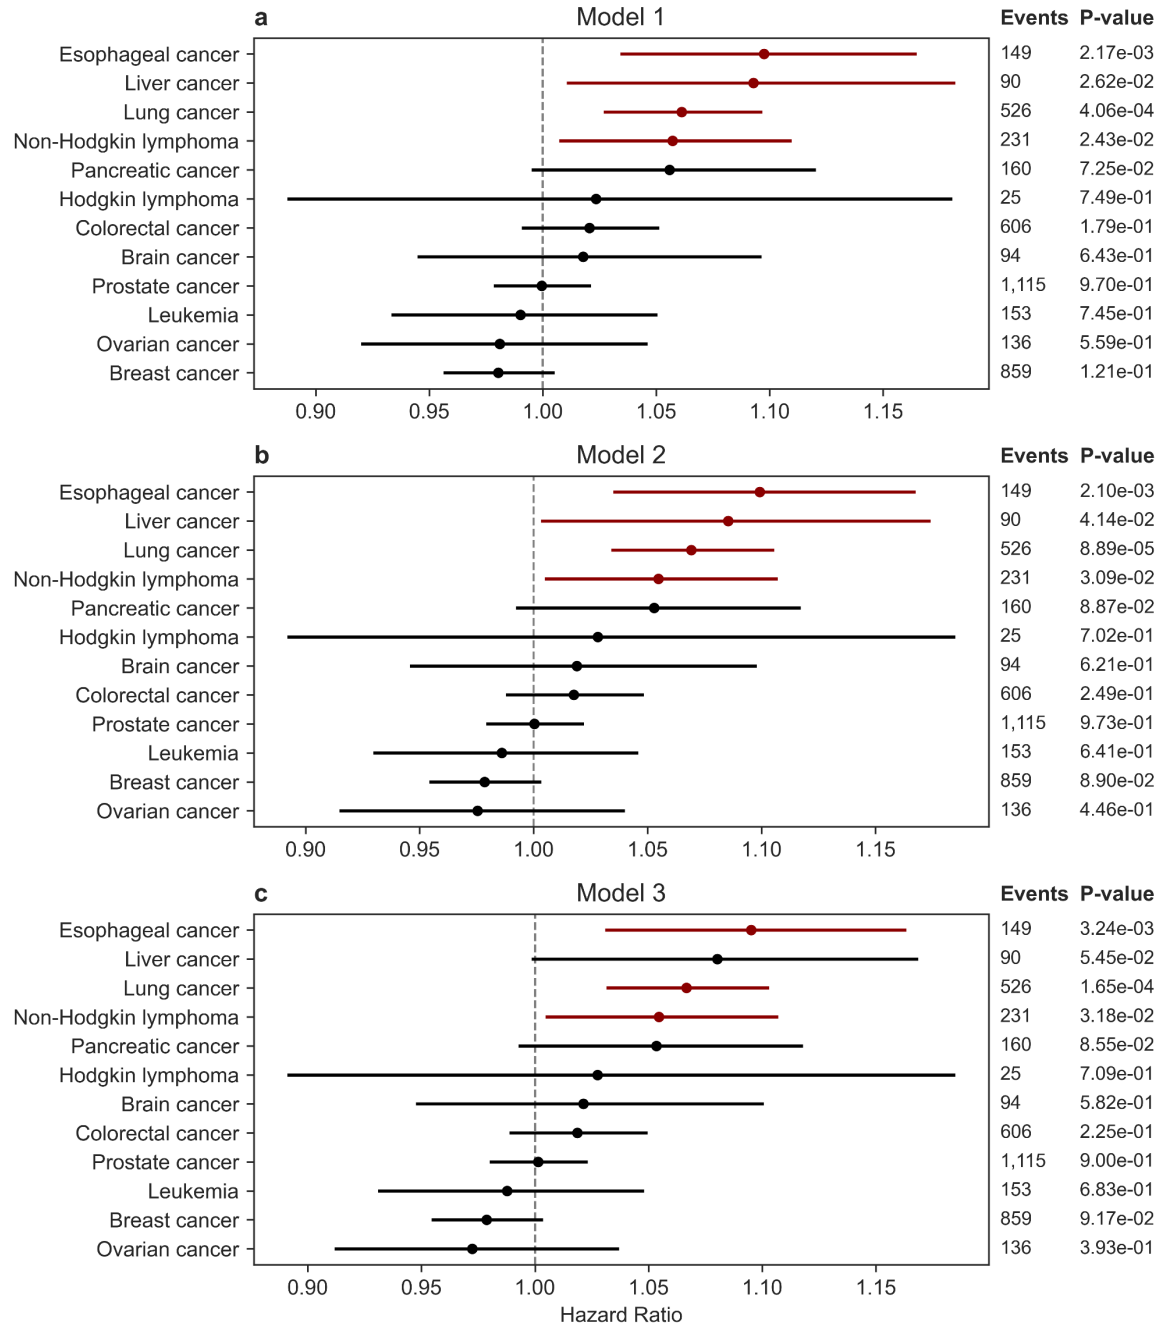 a Model 1 Events P-value
Esophageal cancer 149 2.17e-03
Liver cancer 90 2.62e-02
Lung cancer 526 4.06e-04
Non-Hodgkin lymphoma 231 2.43e-02
Pancreatic cancer 160 7.25e-02
Hodgkin lymphoma 25 7.49e-01
Colorectal cancer 606 1.79e-01
Brain cancer 94 6.43e-01
Prostate cancer 1,115 9.70e-01
Leukemia 153 7.45e-01
Ovarian cancer 136 5.59e-01
Breast cancer 859 1.21e-01
0.90 0.95 1.00 1.05 1.10 1.15
b Model 2 Events P-value
Esophageal cancer 149 2.10e-03
Liver cancer 90 4.14e-02
Lung cancer 526 8.89e-05
Non-Hodgkin lymphoma 231 3.09e-02
Pancreatic cancer 160 8.87e-02
Hodgkin lymphoma 25 7.02e-01
Brain cancer 94 6.21e-01
Colorectal cancer 606 2.49e-01
Prostate cancer 1,115 9.73e-01
Leukemia 153 6.41e-01
Breast cancer 859 8.90e-02
Ovarian cancer 136 4.46e-01
0.90 0.95 1.00 1.05 1.10 1.15
c Model 3 Events P-value
Esophageal cancer 149 3.24e-03
Liver cancer 90 5.45e-02
Lung cancer 526 1.65e-04
Non-Hodgkin lymphoma 231 3.18e-02
Pancreatic cancer 160 8.55e-02
Hodgkin lymphoma 25 7.09e-01
Brain cancer 94 5.82e-01
Colorectal cancer 606 2.25e-01
Prostate cancer 1,115 9.00e-01
Leukemia 153 6.83e-01
Breast cancer 859 9.17e-02
Ovarian cancer 136 3.93e-01
0.90 0.95 1.00 1.05 1.10 1.15
Hazard Ratio